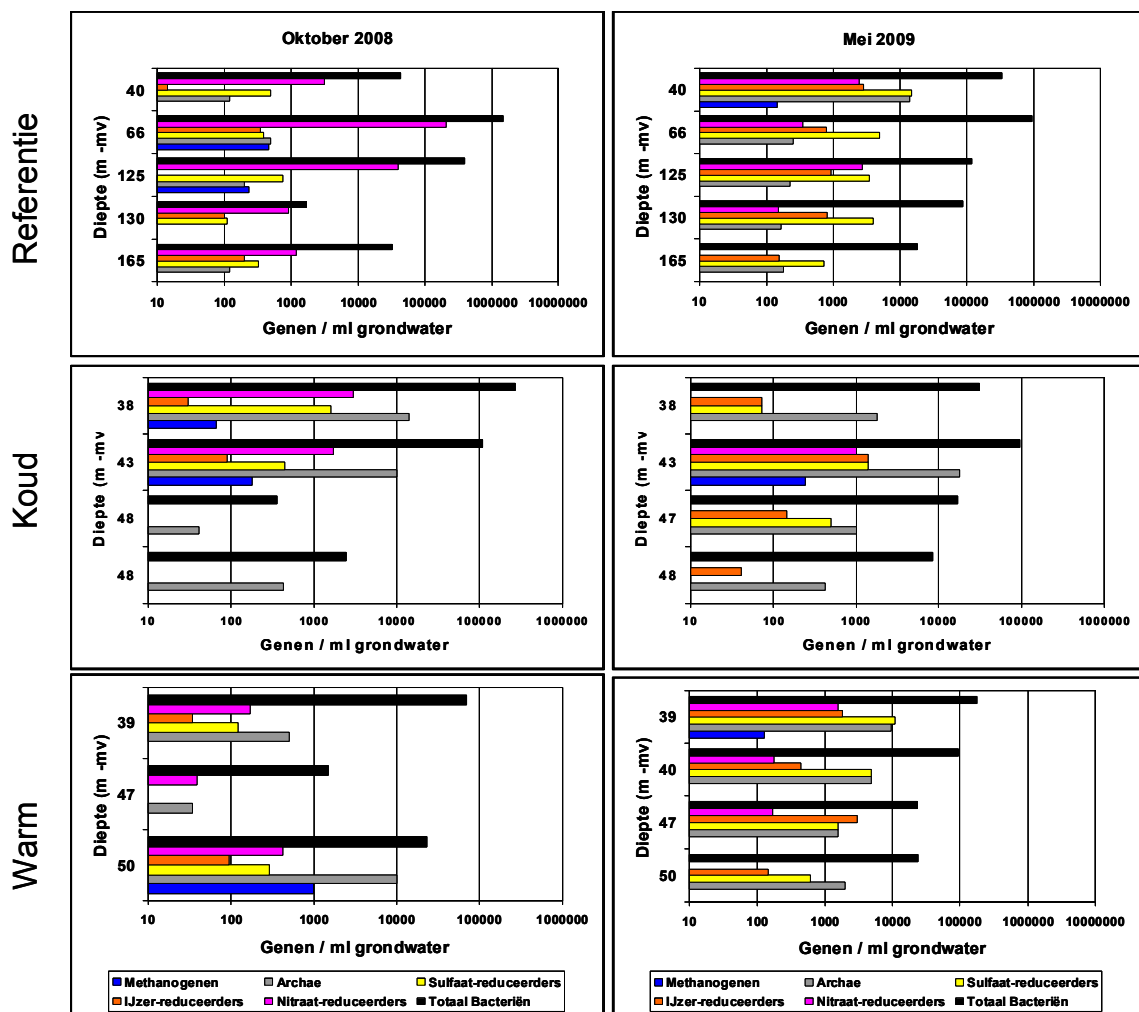 Oktober 2008
Mei 2009
Referentie
Diepte (m -mv)
40
66
125
130
165
10 100 1000 10000 100000 1000000 10000000
Genen / ml grondwater
Diepte (m -mv)
40
66
125
130
165
10 100 1000 10000 100000 1000000 10000000
Genen / ml grondwater
Koud
Diepte (m -mv
38
43
48
48
10 100 1000 10000 100000 1000000
Genen / ml grondwater
Diepte (m -mv
38
43
47
48
10 100 1000 10000 100000 1000000
Genen / ml grondwater
Warm
Diepte (m -mv)
39
47
50
10 100 1000 10000 100000 1000000
Genen / ml grondwater
Diepte (m -mv)
39
40
47
50
10 100 1000 10000 100000 1000000 10000000
Genen / ml grondwater
Methanogenen Archae Sulfaat-reduceerders
IJzer-reduceerders Nitraat-reduceerders Totaal Bacteriën
Methanogenen Archae Sulfaat-reduceerders
IJzer-reduceerders Nitraat-reduceerders Totaal Bacteriën